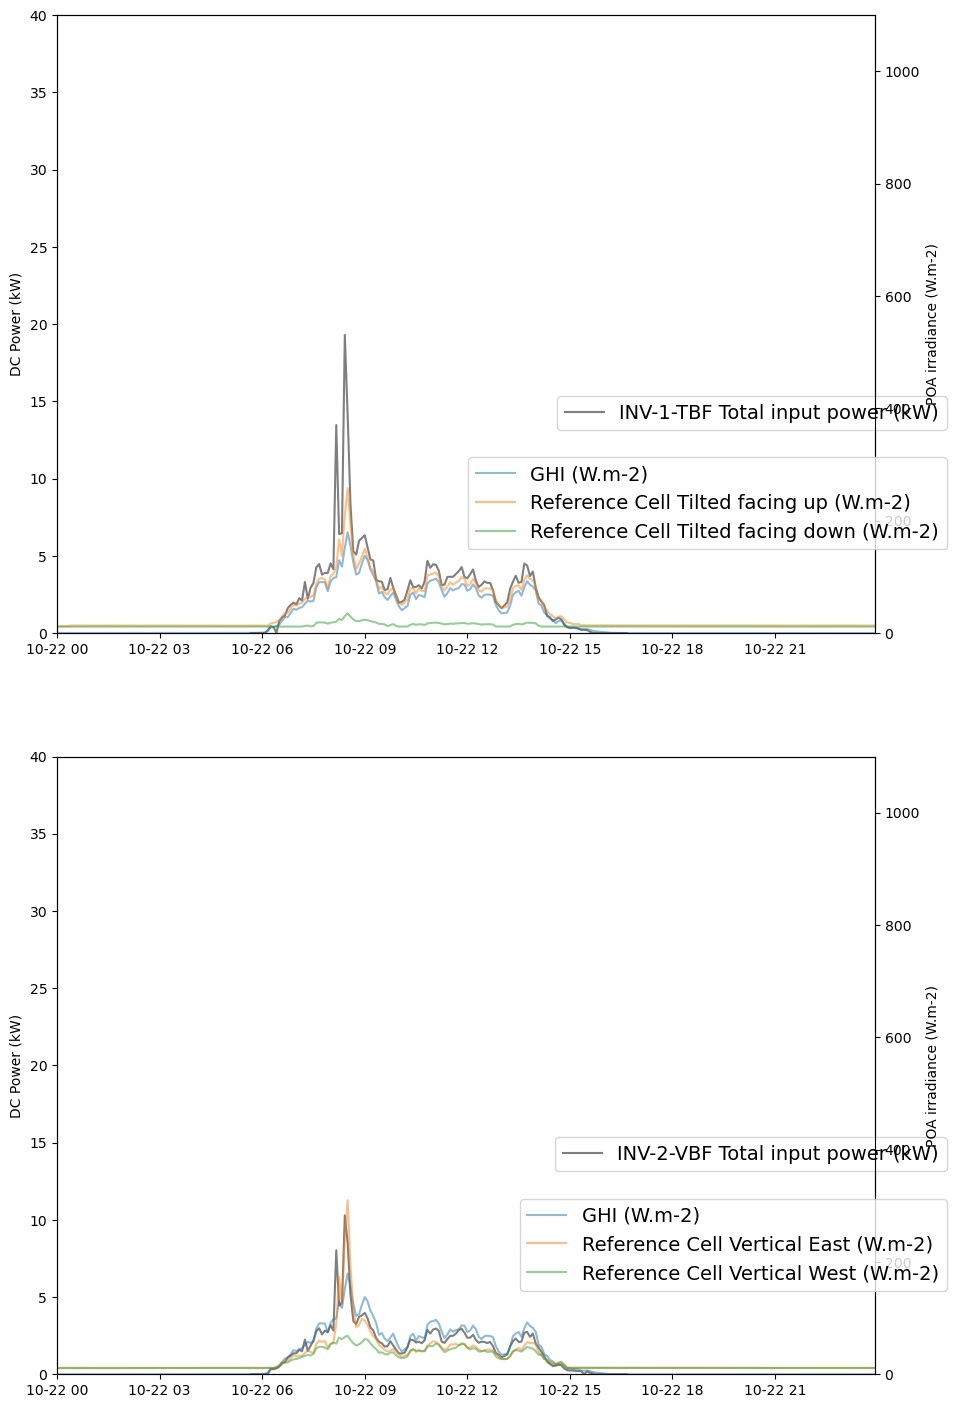 40
35
30
25
20
15
10
5
0
DC Power (kW)
1000
800
600
400
200
0
POA irradiance (W.m-2)
INV-1-TBF Total input power (kW)
GHI (W.m-2)
Reference Cell Tilted facing up (W.m-2)
Reference Cell Tilted facing down (W.m-2)
10-22 00 10-22 03 10-22 06 10-22 09 10-22 12 10-22 15 10-22 18 10-22 21
40
35
30
25
20
15
10
5
0
DC Power (kW)
1000
800
600
400
200
0
POA irradiance (W.m-2)
INV-2-VBF Total input power (kW)
GHI (W.m-2)
Reference Cell Vertical East (W.m-2)
Reference Cell Vertical West (W.m-2)
10-22 00 10-22 03 10-22 06 10-22 09 10-22 12 10-22 15 10-22 18 10-22 21